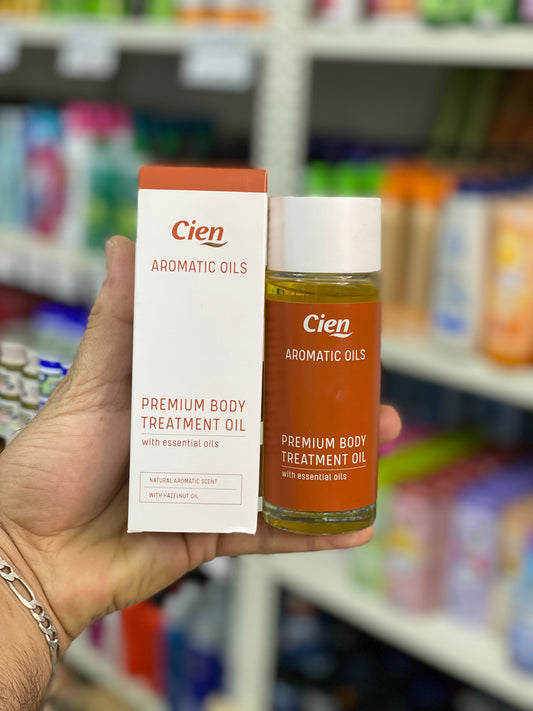 Cien
AROMATIC OILS
PREMIUM BODY
TREATMENT OIL
with essential oils
NATURAL AROMATIC SCENT
WITH HAZELNUT OIL
Cien
AROMATIC OILS
PREMIUM BODY
TREATMENT OIL
with essential oils